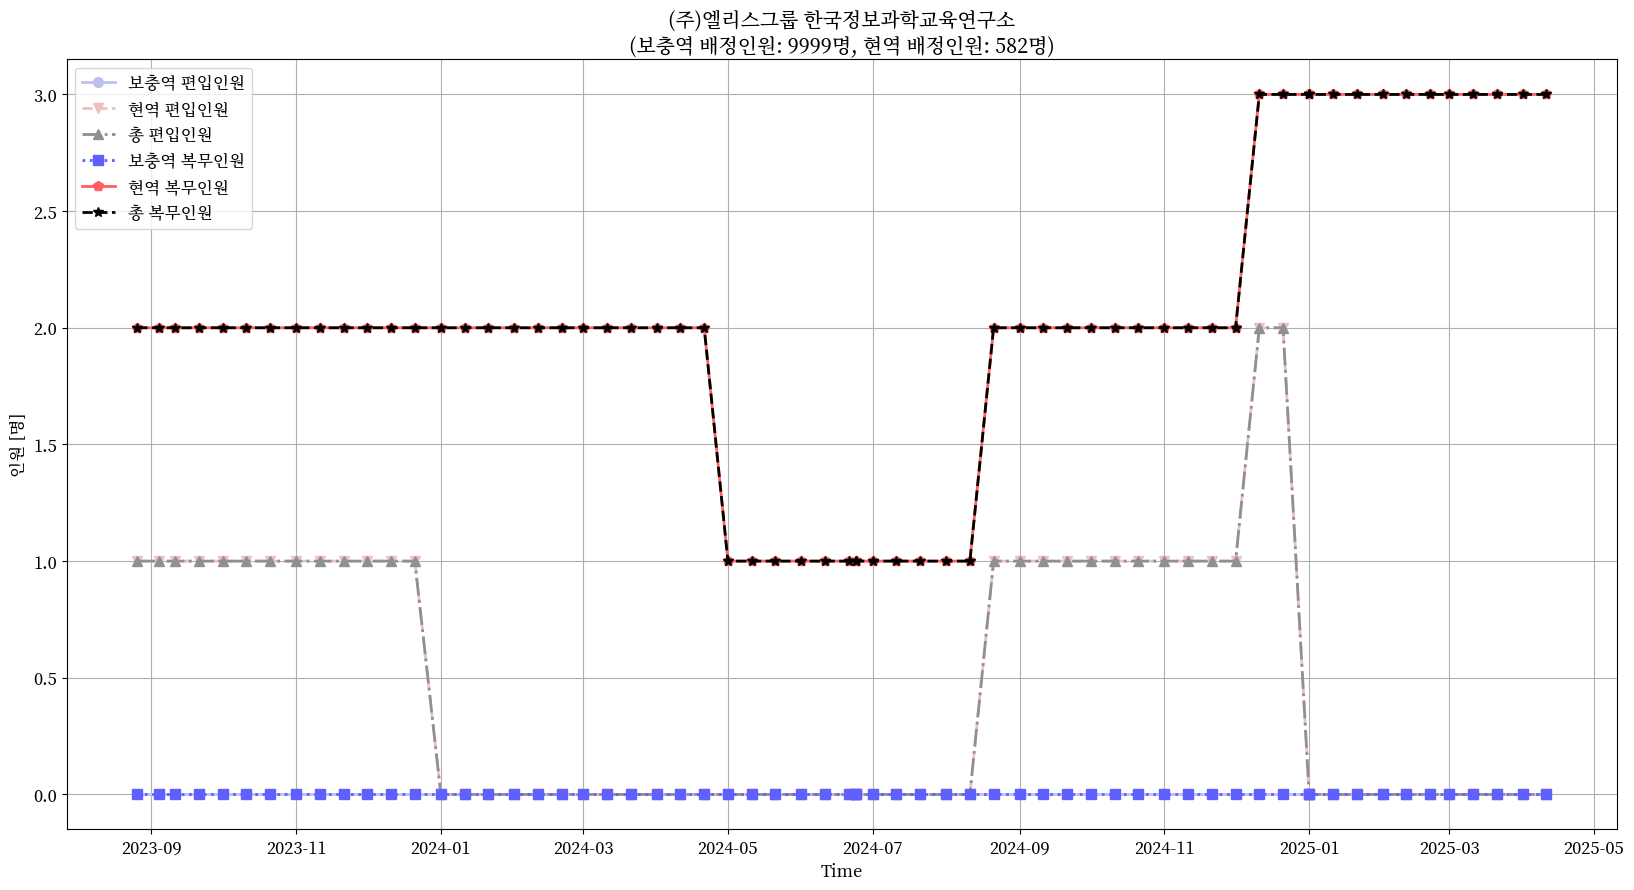 (주)엘리스그룹 한국정보과학교육연구소
(보충역 배정인원: 9999명, 현역 배정인원: 582명)
보충역 편입인원
현역 편입인원
총 편입인원
보충역 복무인원
현역 복무인원
총 복무인원
인원 [명]
3.0
2.5
2.0
1.5
1.0
0.5
0.0
2023-09 2023-11 2024-01 2024-03 2024-05 2024-07 2024-09 2024-11 2025-01 2025-03 2025-05
Time